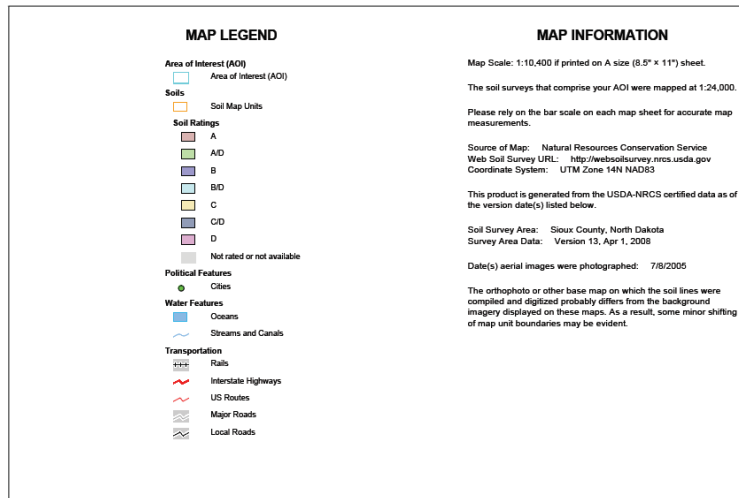 MAP LEGEND
Area of Interest (AOI)
Area of Interest (AOI)
Soils
Soil Map Units
Soil Ratings
A
A/D
B
B/D
C
C/D
D
Not rated or not available
Political Features
Cities
Water Features
Oceans
Streams and Canals
Transportation
Rails
Interstate Highways
US Routes
Major Roads
Local Roads
MAP INFORMATION
Map Scale: 1:10,400 if printed on A size (8.5" × 11") sheet.
The soil surveys that comprise your AOI were mapped at 1:24,000.
Please rely on the bar scale on each map sheet for accurate map
measurements.
Source of Map: Natural Resources Conservation Service
Web Soil Survey URL: http://websoilsurvey.nrcs.usda.gov
Coordinate System: UTM Zone 14N NAD83
This product is generated from the USDA-NRCS certified data as of
the version date(s) listed below.
Soil Survey Area: Sioux County, North Dakota
Survey Area Data: Version 13, Apr 1, 2008
Date(s) aerial images were photographed: 7/8/2005
The orthophoto or other base map on which the soil lines were
compiled and digitized probably differs from the background
imagery displayed on these maps. As a result, some minor shifting
of map unit boundaries may be evident.